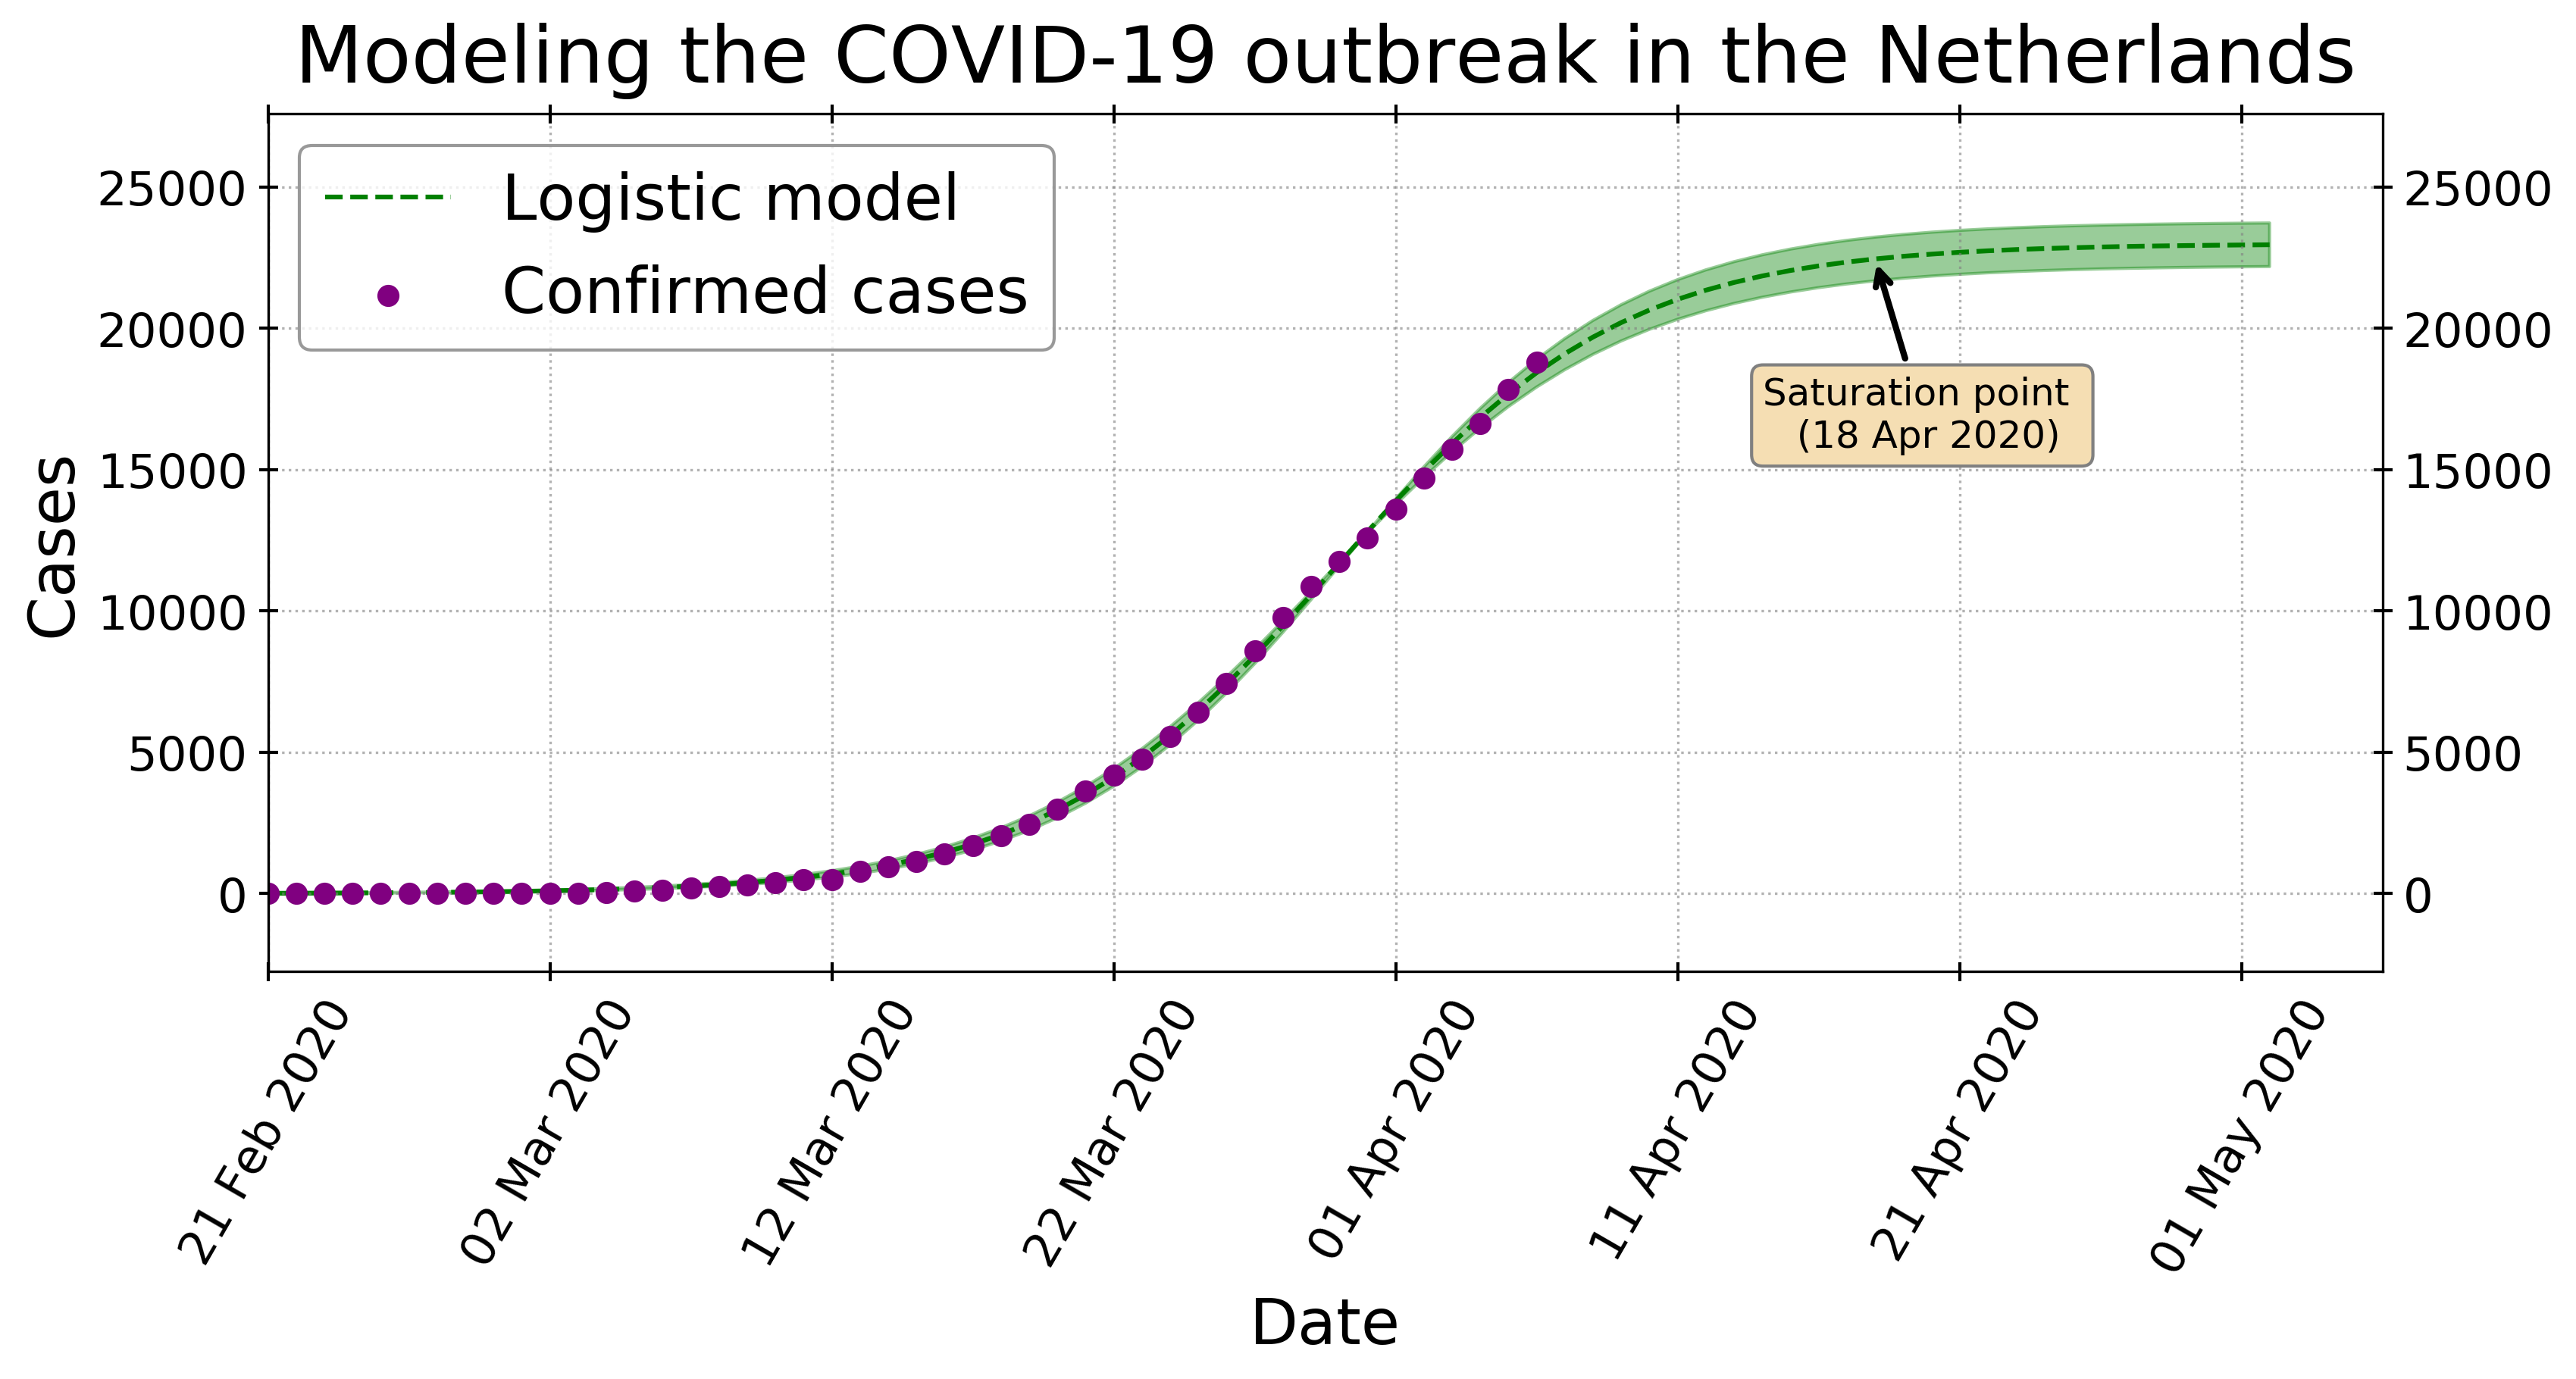 Modeling the COVID-19 outbreak in the Netherlands
Logistic model
Confirmed cases
25000
20000
15000
10000
5000
0
Cases
25000
20000
15000
10000
5000
0
Saturation point
(18 Apr 2020)
21 Feb 2020
02 Mar 2020
12 Mar 2020
22 Mar 2020
01 Apr 2020
11 Apr 2020
21 Apr 2020
01 May 2020
Date